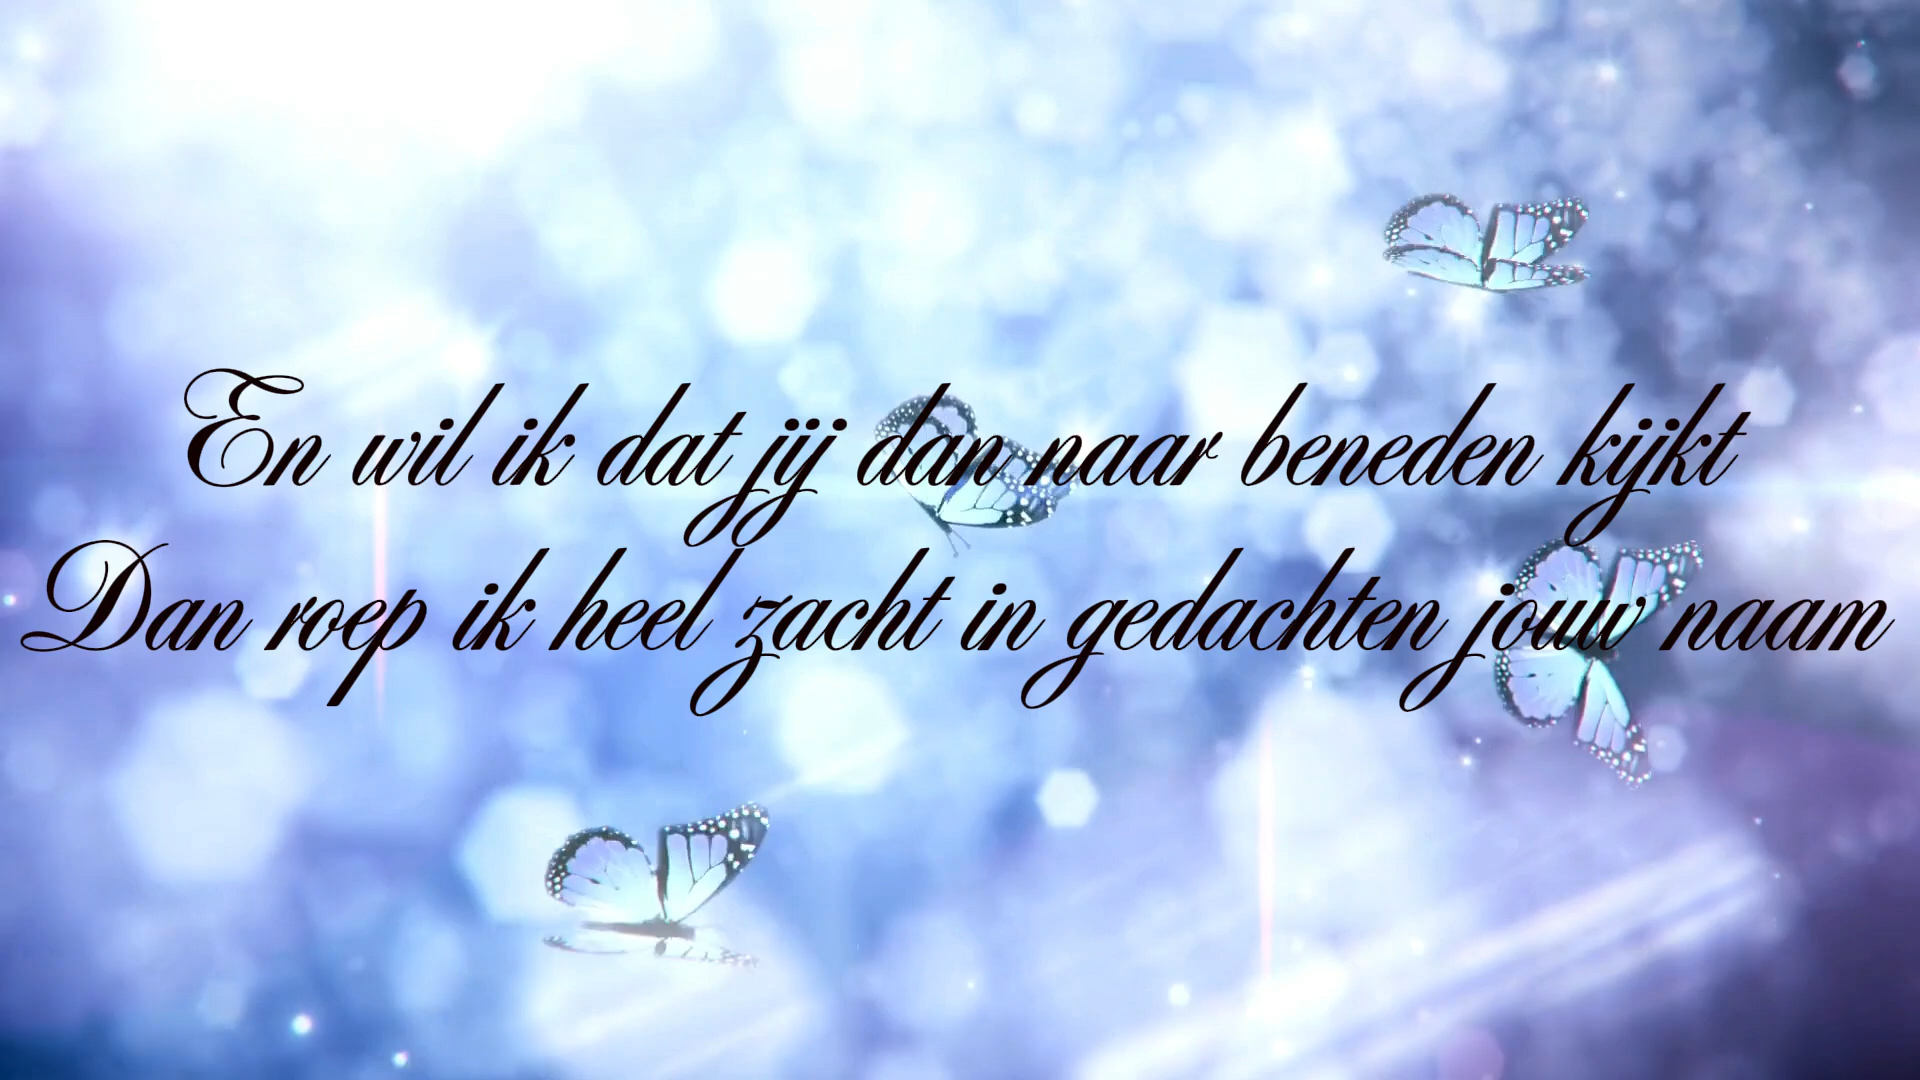 En wil ik dat jij dan naar beneden kijkt
Dan roep ik heel zacht in gedachten jouw naam